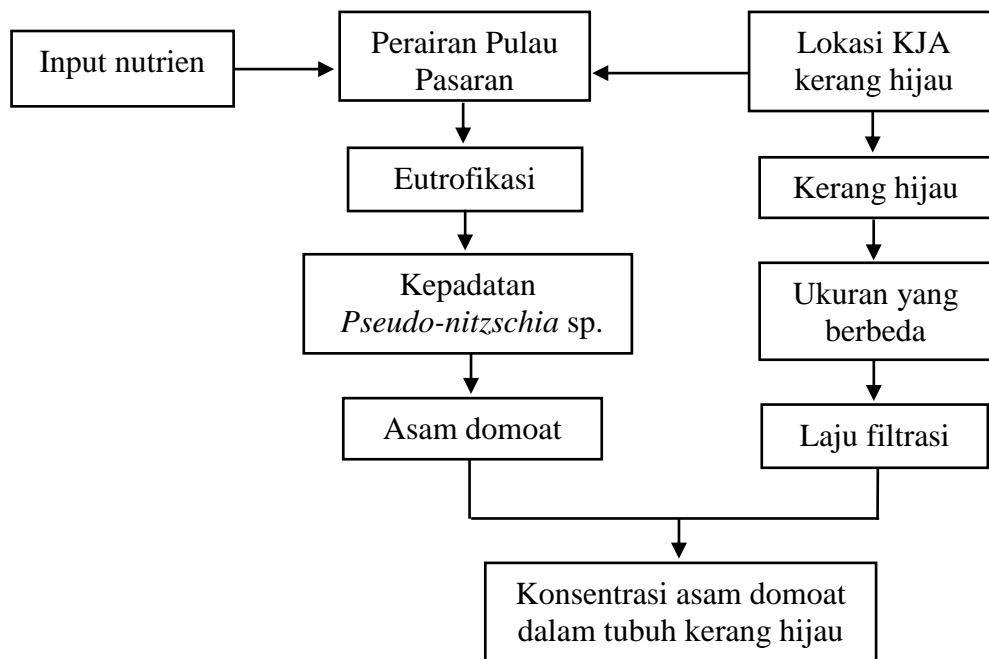 Input nutrien
Perairan Pulau
Pasaran
Lokasi KJA
kerang hijau
Eutrofikasi
Kerang hijau
Kepadatan
Pseudo-nitzschia sp.
Ukuran yang
berbeda
Asam domoat
Laju filtrasi
Konsentrasi asam domoat
dalam tubuh kerang hijau